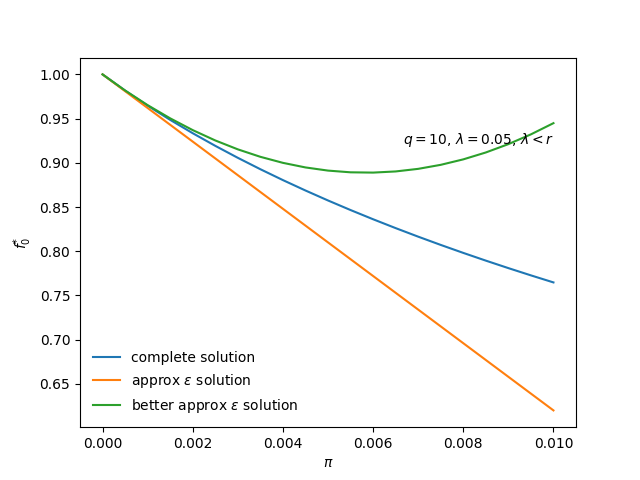 1.00
0.95
q = 10, λ = 0.05, λ < r
0.90
0.85
f₀*
0.80
0.75
0.70
0.65
complete solution
approx ε solution
better approx ε solution
0.000 0.002 0.004 0.006 0.008 0.010
π